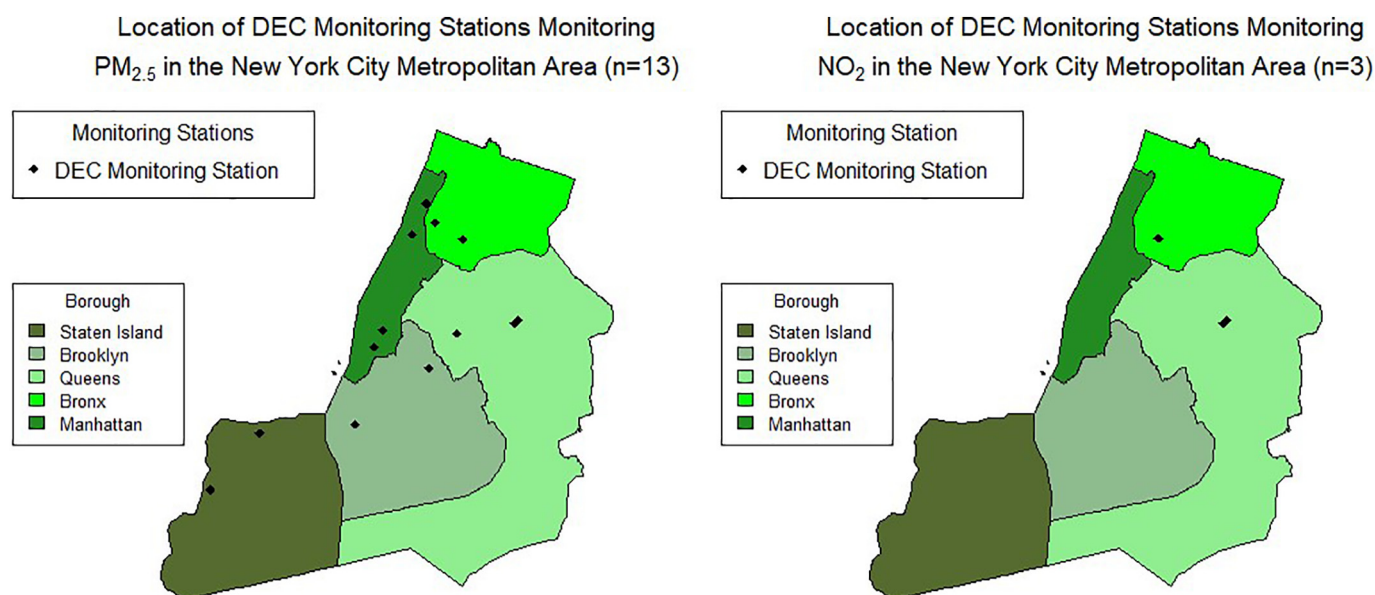 Location of DEC Monitoring Stations Monitoring
PM2.5 in the New York City Metropolitan Area (n=13)
Monitoring Stations
DEC Monitoring Station
Borough
Staten Island
Brooklyn
Queens
Bronx
Manhattan
Location of DEC Monitoring Stations Monitoring
NO2 in the New York City Metropolitan Area (n=3)
Monitoring Station
DEC Monitoring Station
Borough
Staten Island
Brooklyn
Queens
Bronx
Manhattan